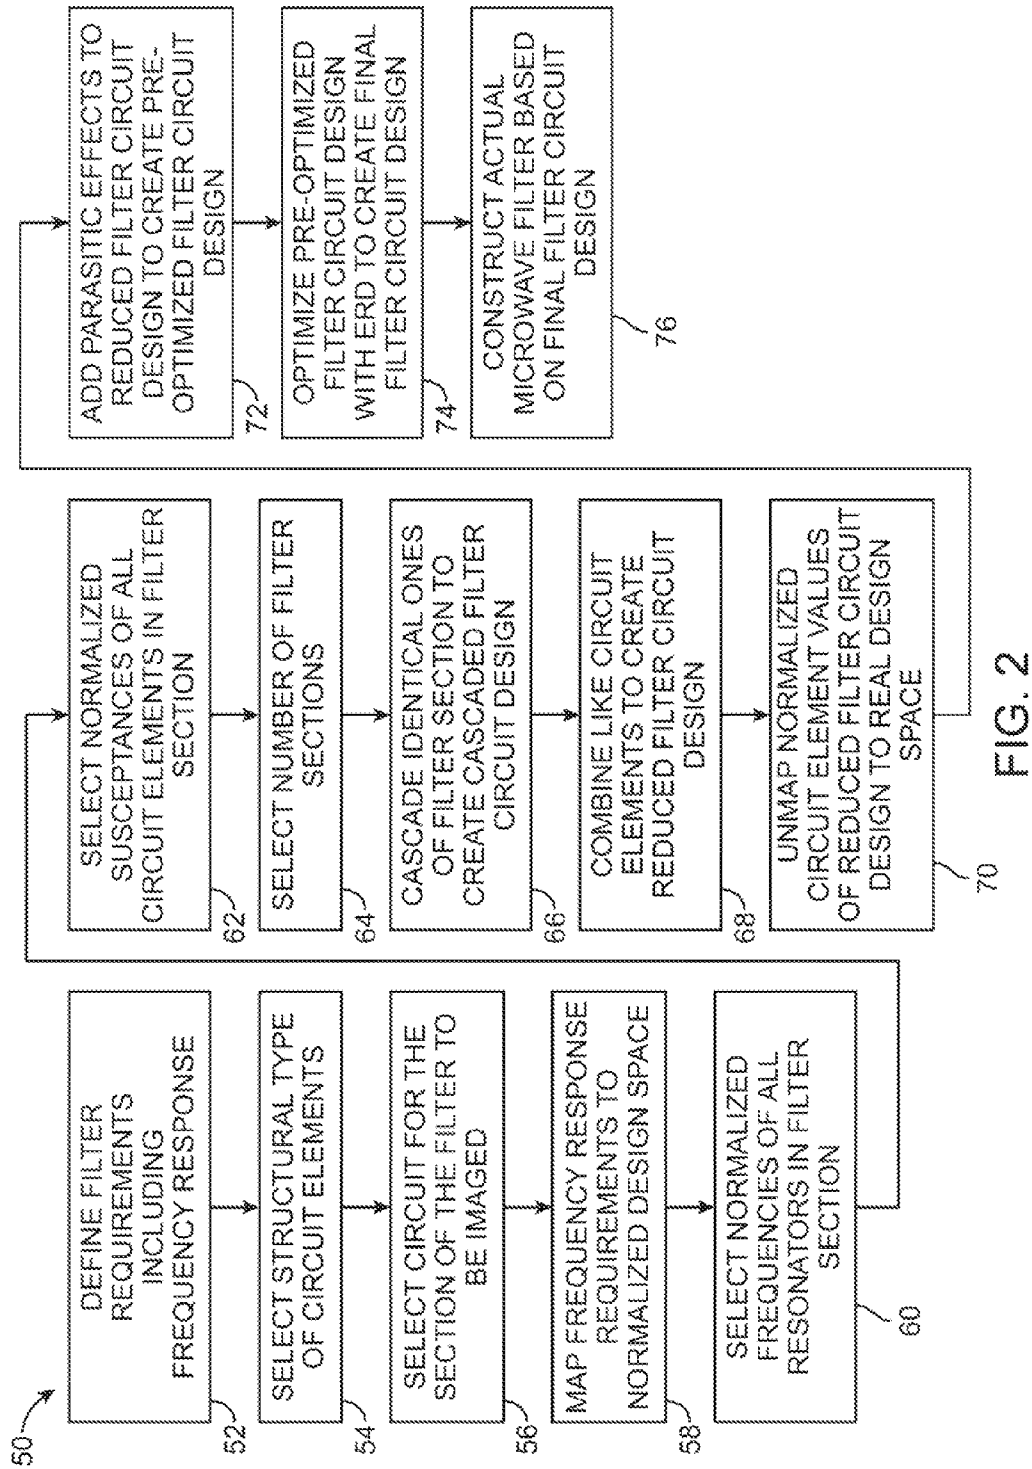 50
DEFINE FILTER
REQUIREMENTS
INCLUDING
FREQUENCY RESPONSE
52
SELECT STRUCTURAL TYPE
OF CIRCUIT ELEMENTS
54
SELECT CIRCUIT FOR THE
SECTION OF THE FILTER TO
BE IMAGED
56
MAP FREQUENCY RESPONSE
REQUIREMENTS TO
NORMALIZED DESIGN SPACE
58
SELECT NORMALIZED
FREQUENCIES OF ALL
RESONATORS IN FILTER
SECTION
60
SELECT NORMALIZED
SUSCEPTANCES OF ALL
CIRCUIT ELEMENTS IN FILTER
SECTION
62
SELECT NUMBER OF FILTER
SECTIONS
64
CASCADE IDENTICAL ONES
OF FILTER SECTION TO
CREATE CASCADED FILTER
CIRCUIT DESIGN
66
COMBINE LIKE CIRCUIT
ELEMENTS TO CREATE
REDUCED FILTER CIRCUIT
DESIGN
68
UNMAP NORMALIZED
CIRCUIT ELEMENT VALUES
OF REDUCED FILTER CIRCUIT
DESIGN TO REAL DESIGN
SPACE
70
ADD PARASITIC EFFECTS TO
REDUCED FILTER CIRCUIT
DESIGN TO CREATE PRE-
OPTIMIZED FILTER CIRCUIT
DESIGN
72
OPTIMIZE PRE-OPTIMIZED
FILTER CIRCUIT DESIGN
WITH ERD TO CREATE FINAL
FILTER CIRCUIT DESIGN
74
CONSTRUCT ACTUAL
MICROWAVE FILTER BASED
ON FINAL FILTER CIRCUIT
DESIGN
76
FIG. 2